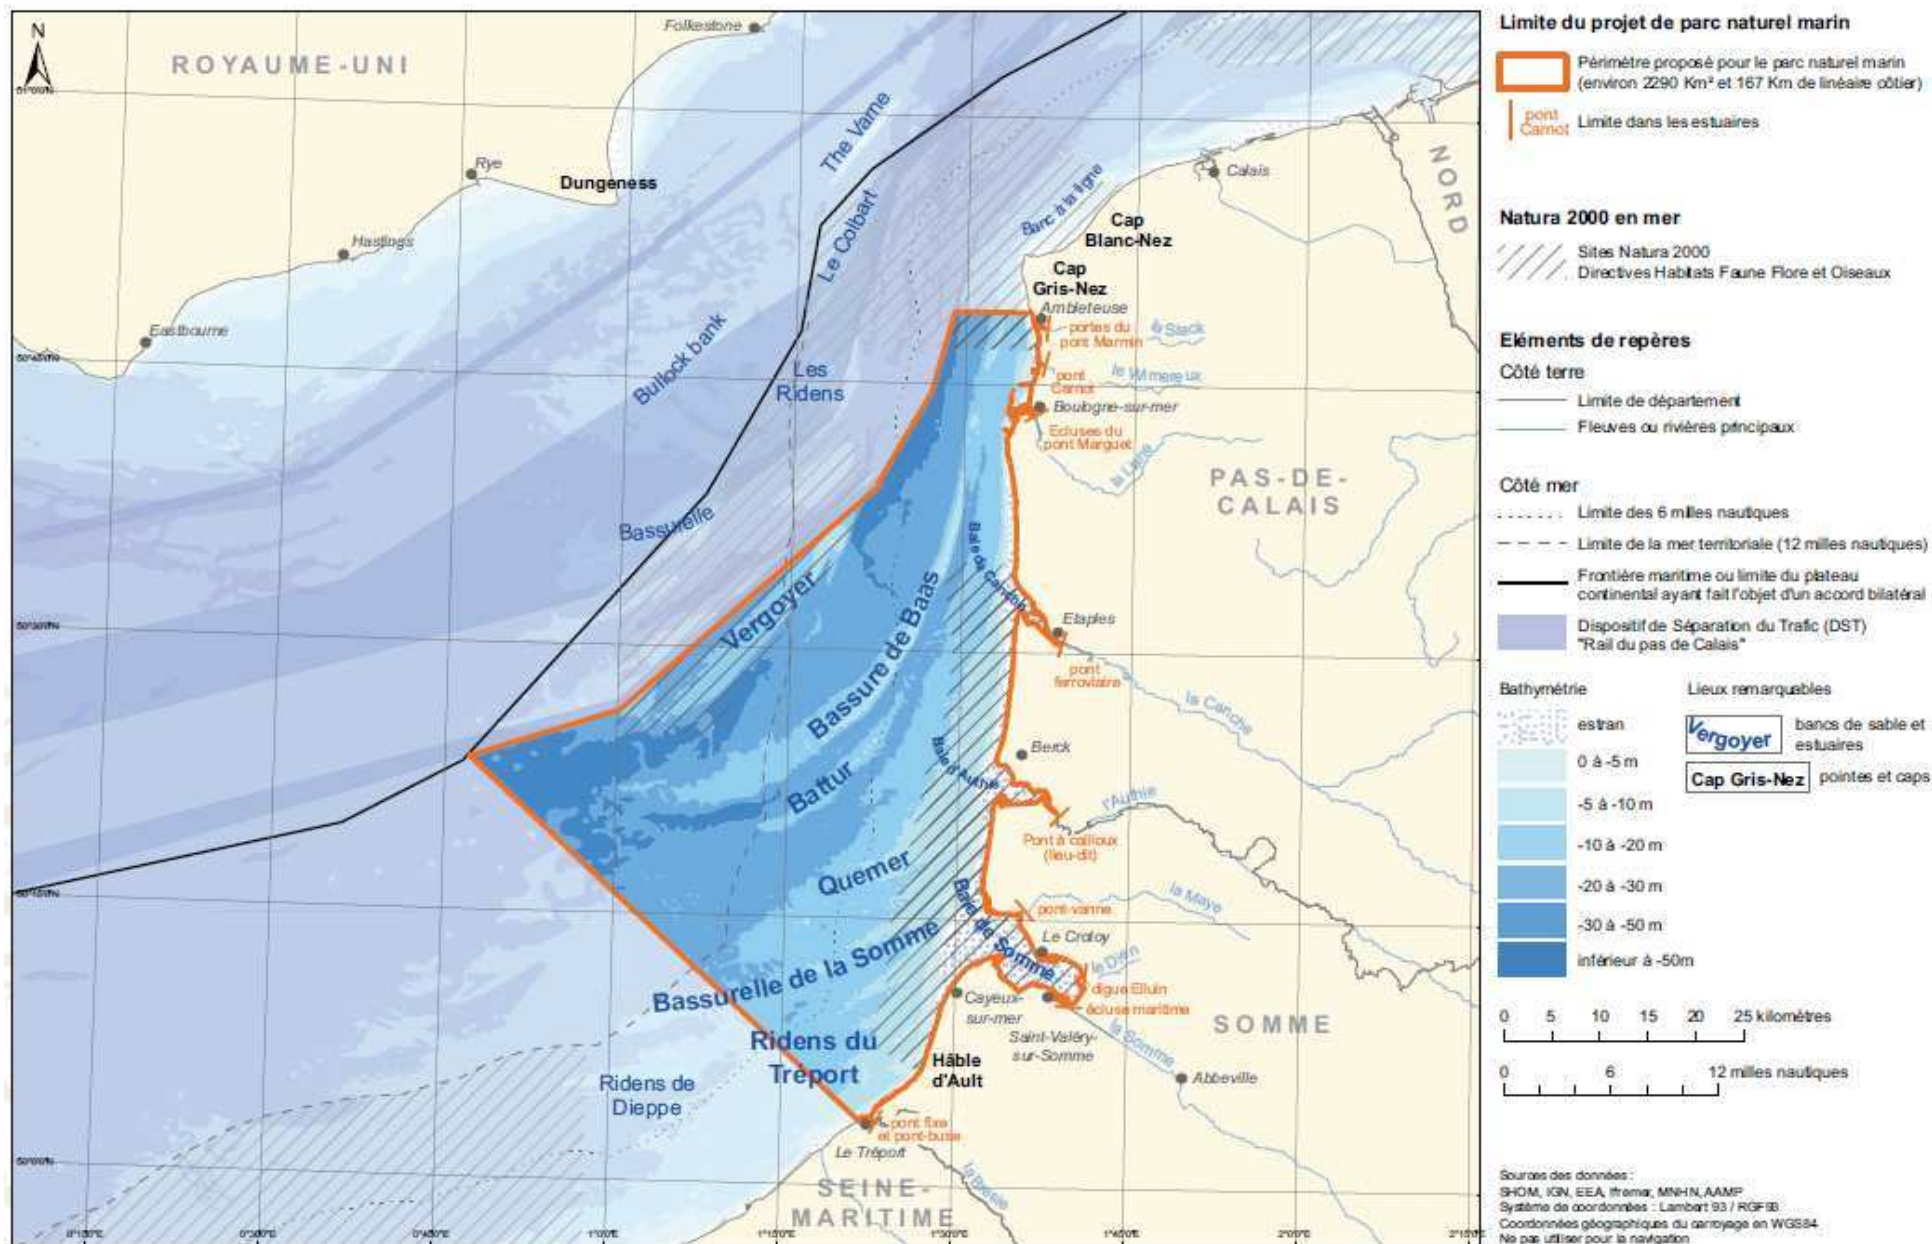 N
ROYAUME-UNI
Folkestone
The Varne
Rye
Dungeness
Hastings
Eastbourne
Bullock bank
Le Colbart
Banc à la ligne
Calais
NORD
Cap
Blanc-Nez
Cap
Gris-Nez
Ambleteuse
portes du
pont Marmin
le Slack
Les
Ridens
pont
Carnot
le Wimereux
Boulogne-sur-mer
Ecluses du
pont Marguet
la Liane
PAS-DE-
CALAIS
Bassurelle
Baie de Canche
Vergoyer
Bassure de Baas
Etaples
pont
ferroviaire
la Canche
Berck
Baie d'Authie
Battur
l'Authie
Pont à cailloux
(lieu-dit)
Quemer
Baie de Somme
la Maye
pont-vanne
Le Crotoy
le Dien
digue Elluin
écluse maritime
Bassurelle de la Somme
Cayeux-
sur-mer
Saint-Valéry-
sur-Somme
la Somme
SOMME
Ridens du
Tréport
Hâble
d'Ault
Abbeville
Ridens de
Dieppe
pont fixe
et pont-buse
Le Tréport
la Bresle
SEINE-
MARITIME
Limite du projet de parc naturel marin
Périmètre proposé pour le parc naturel marin
(environ 2290 Km² et 167 Km de linéaire côtier)
pont
Carnot
Limite dans les estuaires
Natura 2000 en mer
Sites Natura 2000
Directives Habitats Faune Flore et Oiseaux
Eléments de repères
Côté terre
Limite de département
Fleuves ou rivières principaux
Côté mer
Limite des 6 milles nautiques
Limite de la mer territoriale (12 milles nautiques)
Frontière maritime ou limite du plateau
continental ayant fait l'objet d'un accord bilatéral
Dispositif de Séparation du Trafic (DST)
"Rail du pas de Calais"
Bathymétrie
estran
0 à -5 m
-5 à -10 m
-10 à -20 m
-20 à -30 m
-30 à -50 m
inférieur à -50m
Lieux remarquables
Vergoyer
bancs de sable et
estuaires
Cap Gris-Nez
pointes et caps
0 5 10 15 20 25 kilomètres
0 6 12 milles nautiques
Sources des données :
SHOM, IGN, EEA, Ifremer, MNHN, AAMP
Système de coordonnées : Lambert 93 / RGF93
Coordonnées géographiques du carroyage en WGS84
Ne pas utiliser pour la navigation